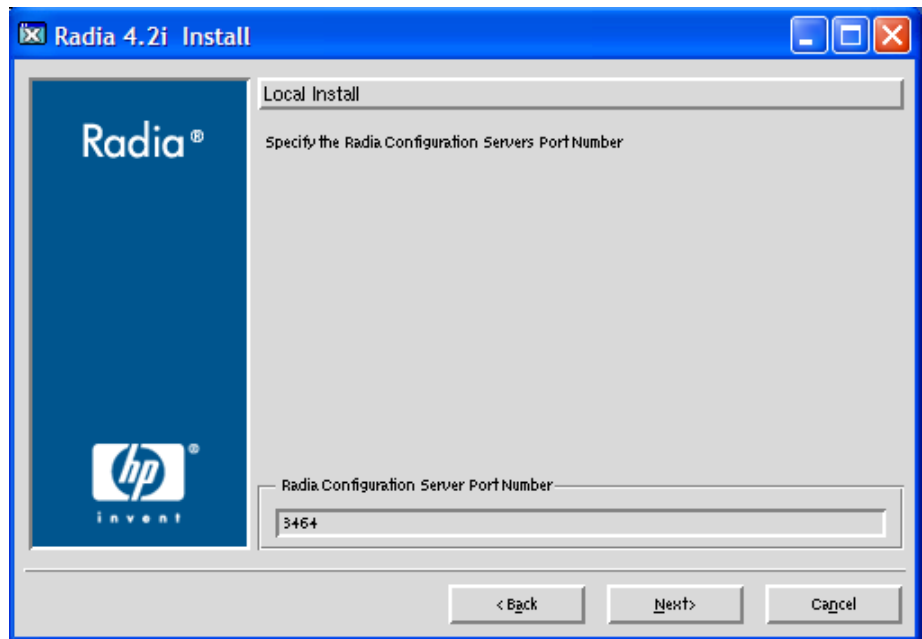 Radia 4.2i Install
Local Install
Radia®
Specify the Radia Configuration Servers Port Number
hp®
invent
Radia Configuration Server Port Number
3464
< Back
Next>
Cancel